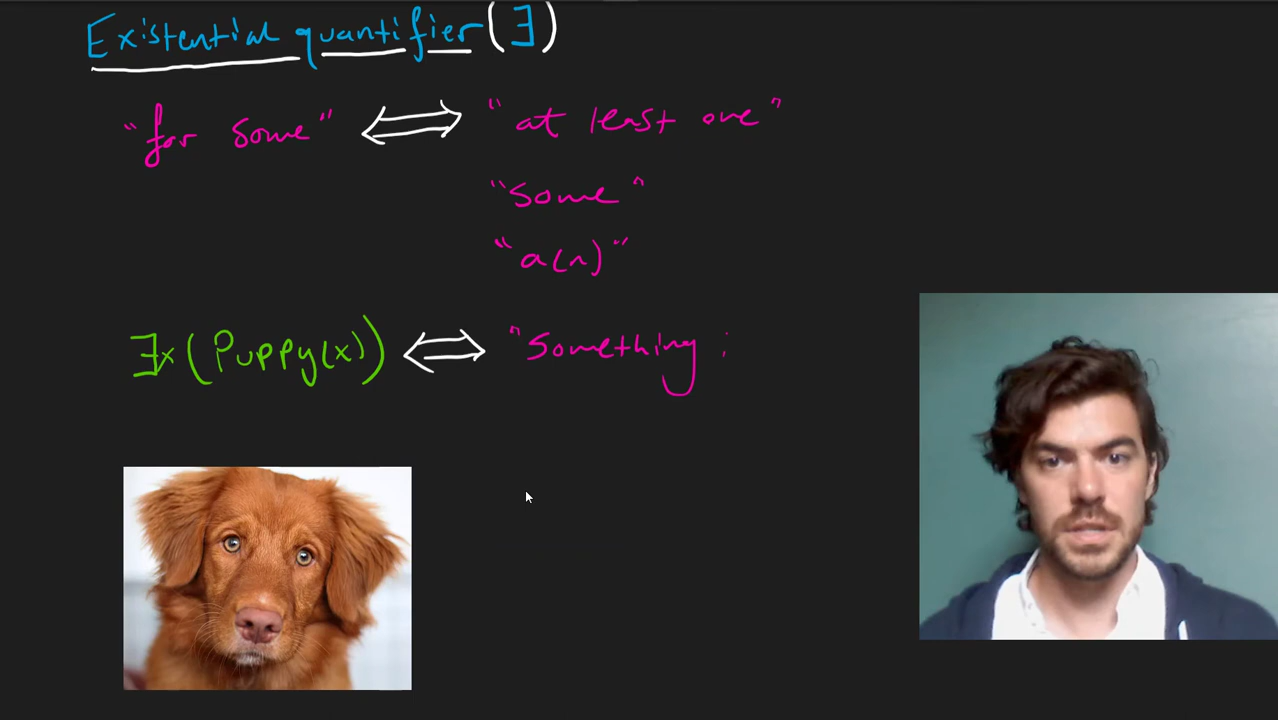 Existential quantifier (∃)
"for some" ⟺ "at least one"
"some"
"a(n)"
∃x(Puppy(x)) ⟺ "Something